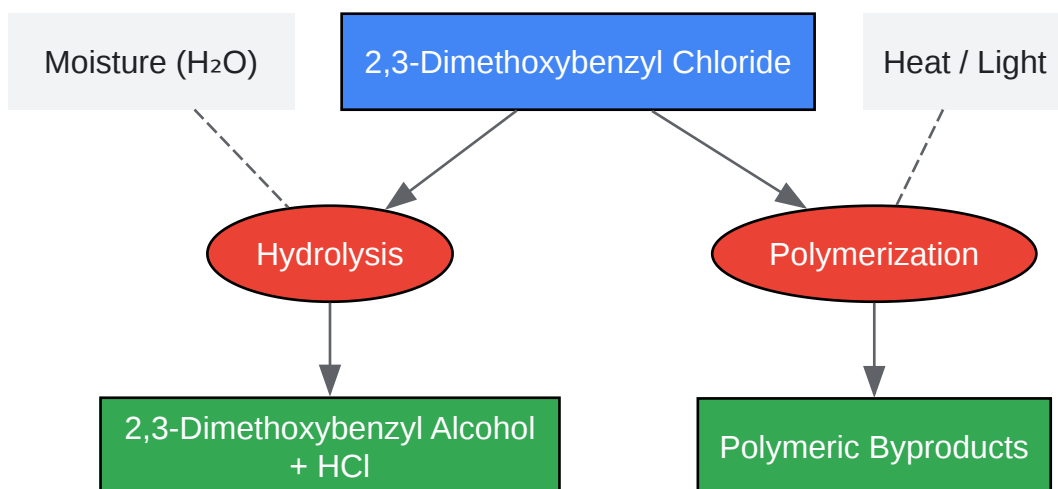 Moisture (H₂O)
2,3-Dimethoxybenzyl Chloride
Heat / Light
Hydrolysis
Polymerization
2,3-Dimethoxybenzyl Alcohol
+ HCl
Polymeric Byproducts